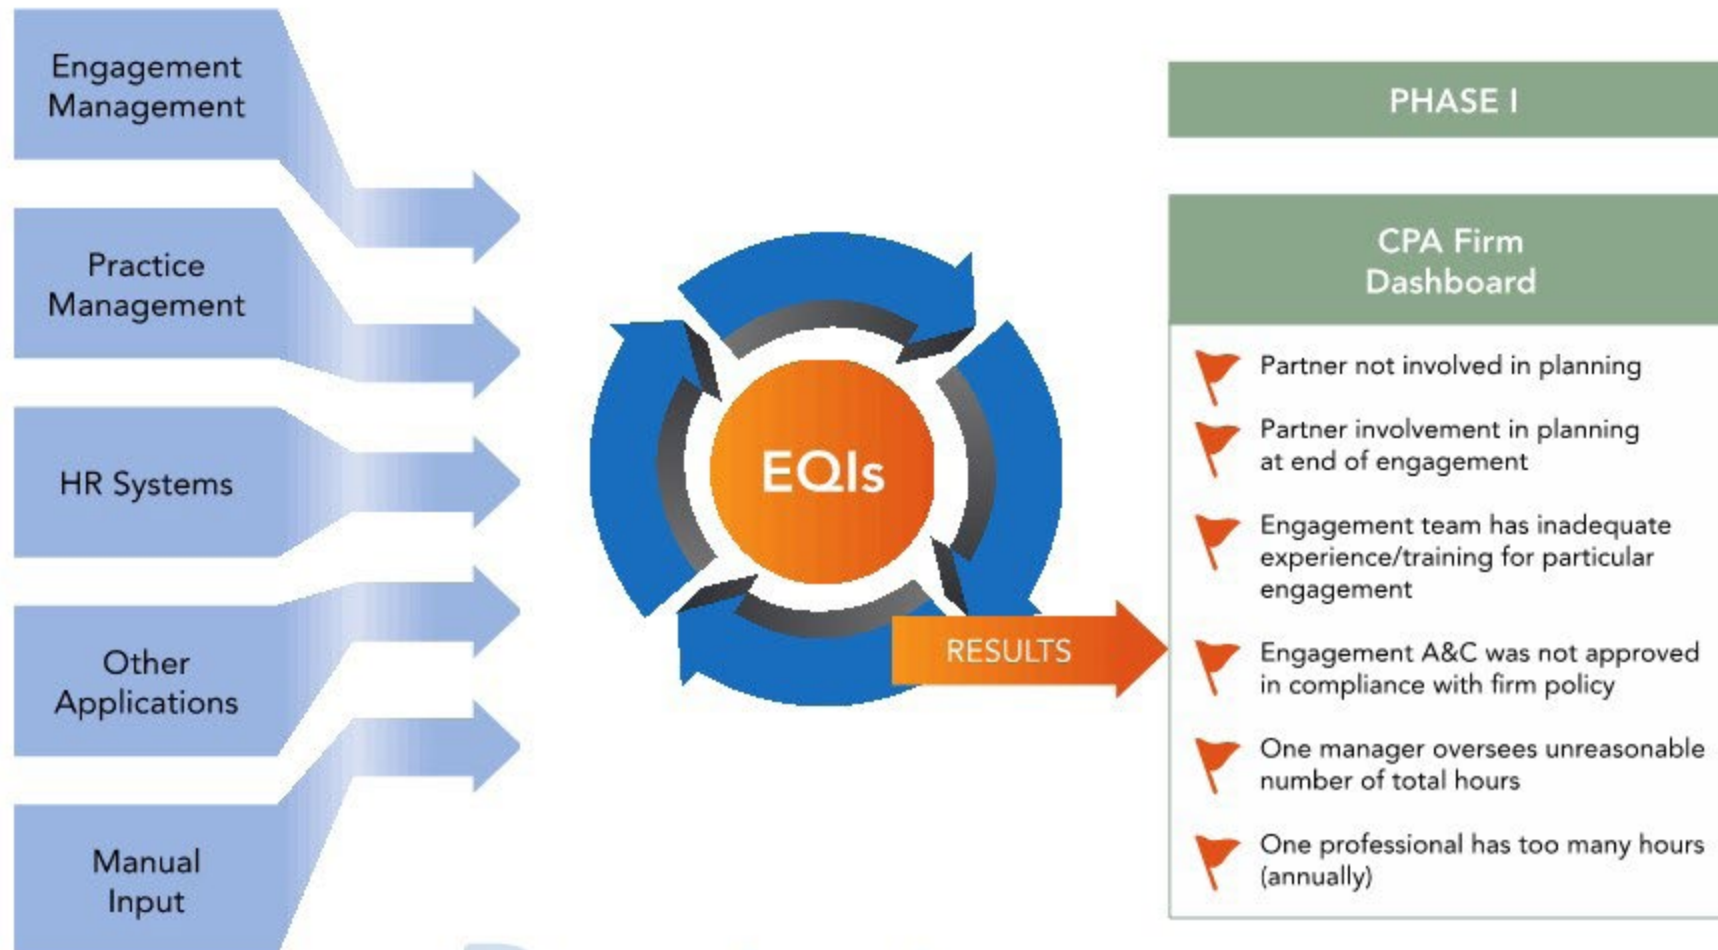 Engagement
Management
Practice
Management
HR Systems
Other
Applications
Manual
Input
EQIs
RESULTS
PHASE I
CPA Firm
Dashboard
Partner not involved in planning
Partner involvement in planning
at end of engagement
Engagement team has inadequate
experience/training for particular
engagement
Engagement A&C was not approved
in compliance with firm policy
One manager oversees unreasonable
number of total hours
One professional has too many hours
(annually)